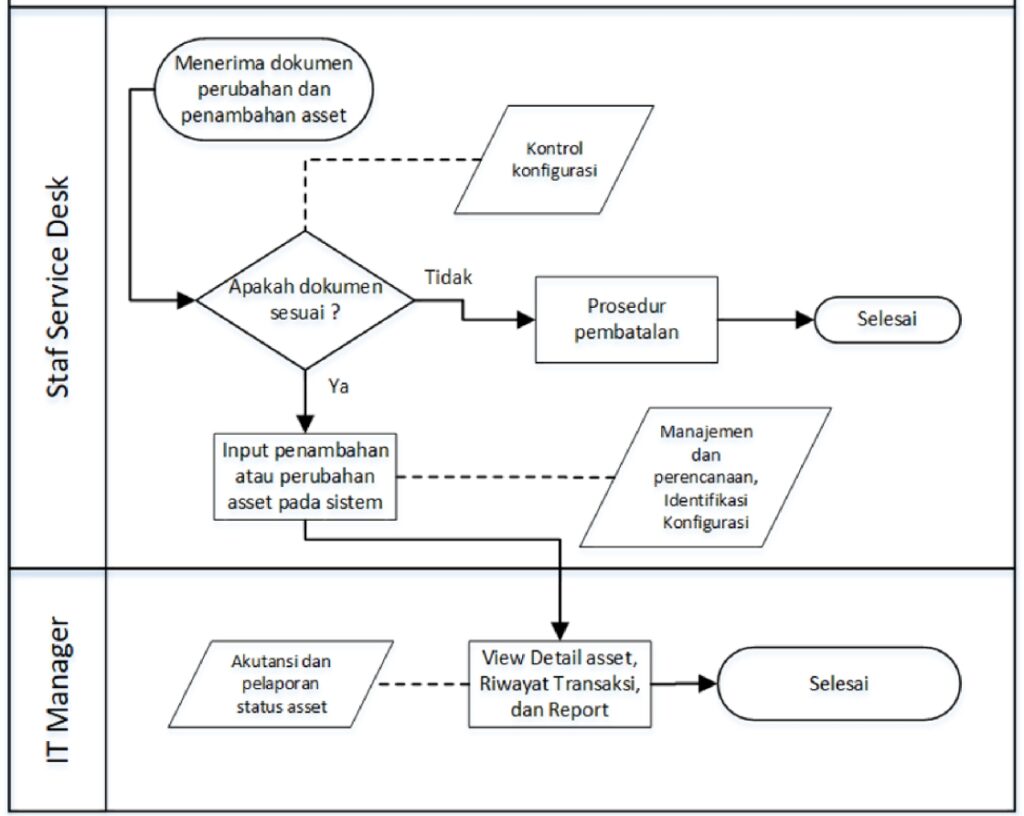 Staf Service Desk
Menerima dokumen
perubahan dan
penambahan asset
Kontrol
konfigurasi
Apakah dokumen
sesuai ?
Tidak
Prosedur
pembatalan
Selesai
Ya
Input penambahan
atau perubahan
asset pada sistem
Manajemen
dan
perencanaan,
Identifikasi
Konfigurasi
IT Manager
Akutansi dan
pelaporan
status asset
View Detail asset,
Riwayat Transaksi,
dan Report
Selesai